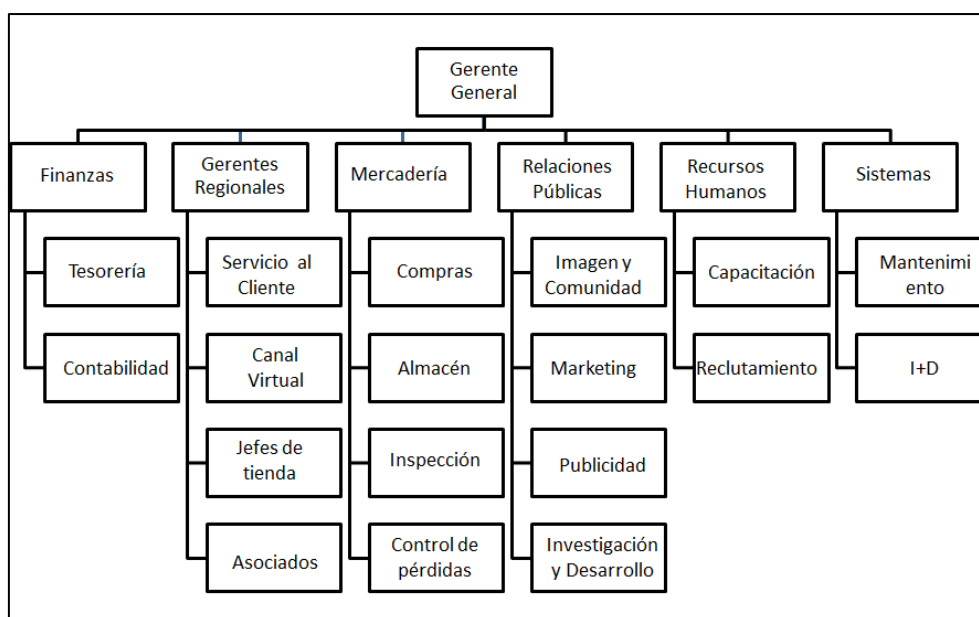 Gerente
General
Finanzas
Gerentes
Regionales
Mercadería
Relaciones
Públicas
Recursos
Humanos
Sistemas
Tesorería
Servicio al
Cliente
Compras
Imagen y
Comunidad
Capacitación
Mantenimi
ento
Contabilidad
Canal
Virtual
Almacén
Marketing
Reclutamiento
I+D
Jefes de
tienda
Inspección
Publicidad
Asociados
Control de
pérdidas
Investigación
y Desarrollo